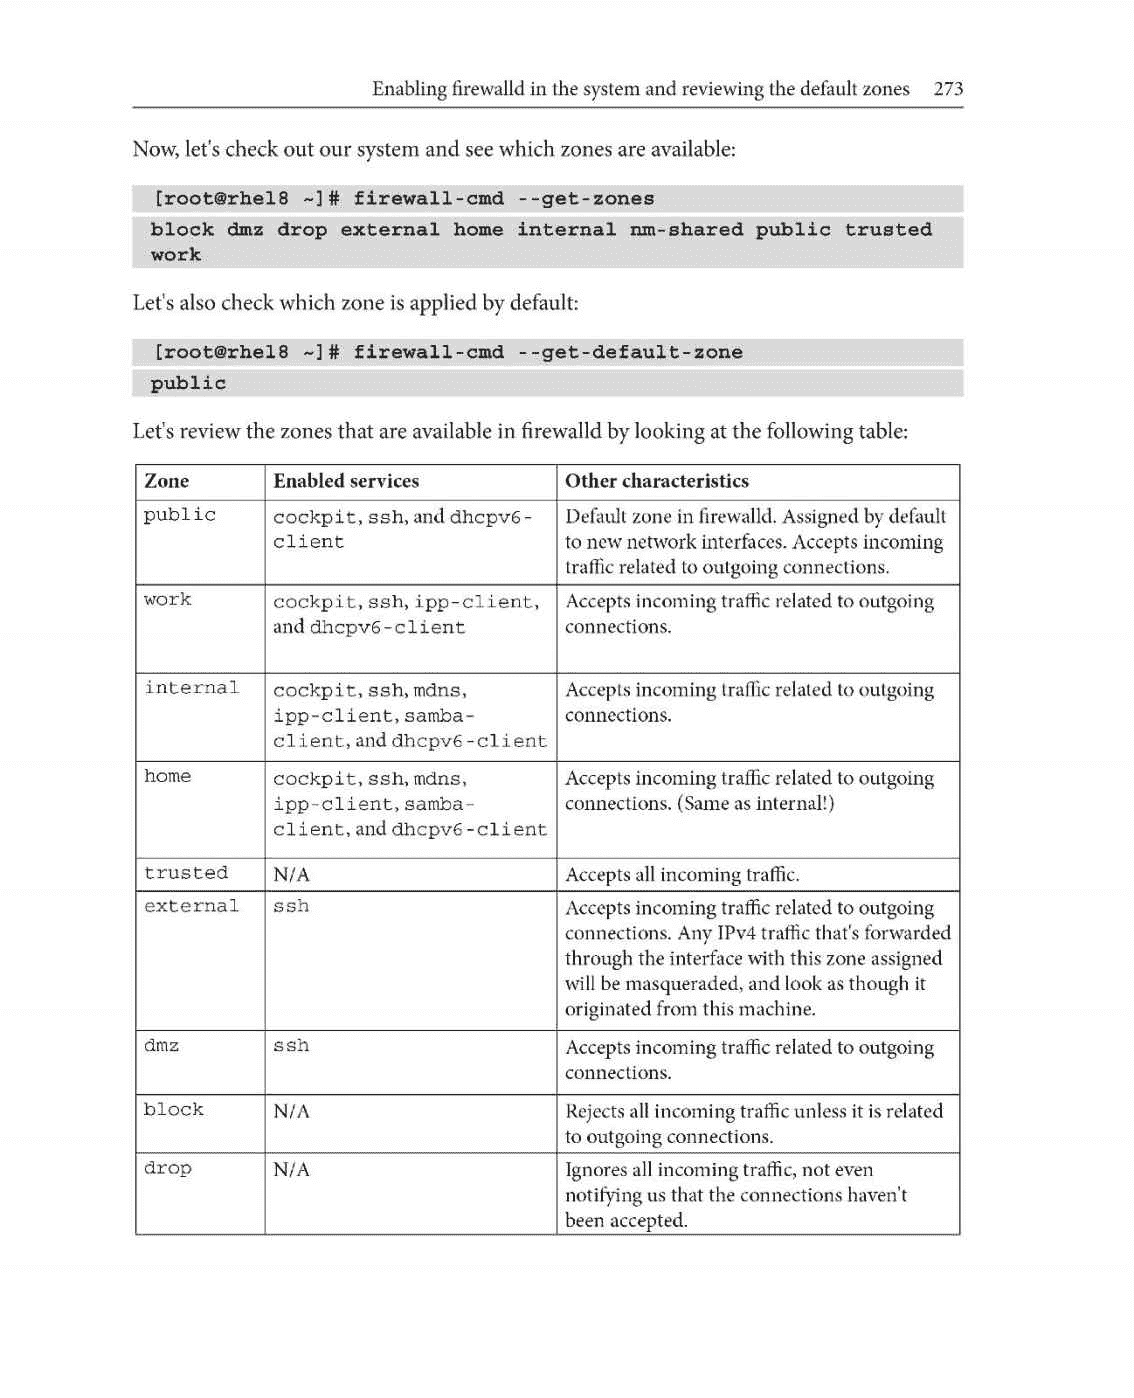 Enabling firewalld in the system and reviewing the default zones 273
Now, let's check out our system and see which zones are available:
[root@rhel8 ~]# firewall-cmd --get-zones
block dmz drop external home internal nm-shared public trusted
work
Let's also check which zone is applied by default:
[root@rhel8 ~]# firewall-cmd --get-default-zone
public
Let's review the zones that are available in firewalld by looking at the following table:
Zone Enabled services Other characteristics
public cockpit, ssh, and dhcpv6- Default zone in firewalld. Assigned by default
client to new network interfaces. Accepts incoming
traffic related to outgoing connections.
work cockpit, ssh, ipp-client, Accepts incoming traffic related to outgoing
and dhcpv6-client connections.
internal cockpit, ssh, mdns, Accepts incoming traffic related to outgoing
ipp-client, samba- connections.
client, and dhcpv6-client
home cockpit, ssh, mdns, Accepts incoming traffic related to outgoing
ipp-client, samba- connections. (Same as internal!)
client, and dhcpv6-client
trusted N/A Accepts all incoming traffic.
external ssh Accepts incoming traffic related to outgoing
connections. Any IPv4 traffic that's forwarded
through the interface with this zone assigned
will be masqueraded, and look as though it
originated from this machine.
dmz ssh Accepts incoming traffic related to outgoing
connections.
block N/A Rejects all incoming traffic unless it is related
to outgoing connections.
drop N/A Ignores all incoming traffic, not even
notifying us that the connections haven't
been accepted.